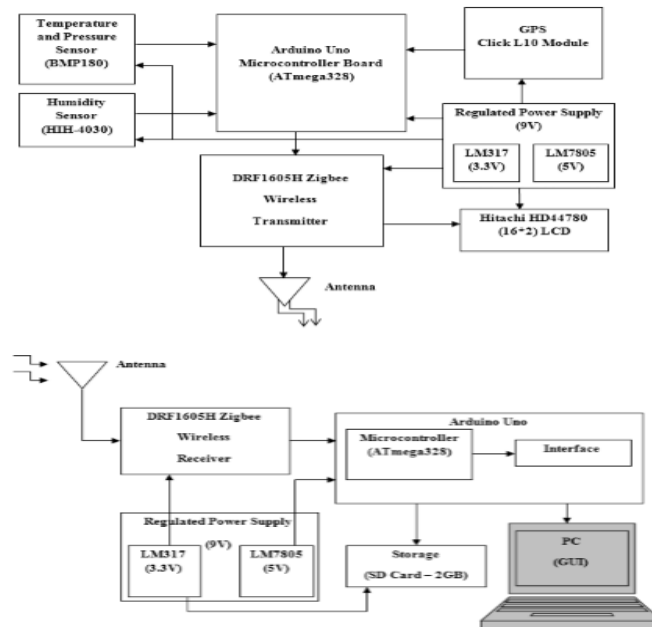 Temperature
and Pressure
Sensor
(BMP180)
Arduino Uno
Microcontroller Board
(ATmega328)
GPS
Click L10 Module
Humidity
Sensor
(HIH-4030)
Regulated Power Supply
(9V)
LM317
(3.3V)
LM7805
(5V)
DRF1605H Zigbee
Wireless
Transmitter
Hitachi HD44780
(16*2) LCD
Antenna
Antenna
DRF1605H Zigbee
Wireless
Receiver
Arduino Uno
Microcontroller
(ATmega328)
Interface
Regulated Power Supply
(9V)
LM317
(3.3V)
LM7805
(5V)
Storage
(SD Card – 2GB)
PC
(GUI)